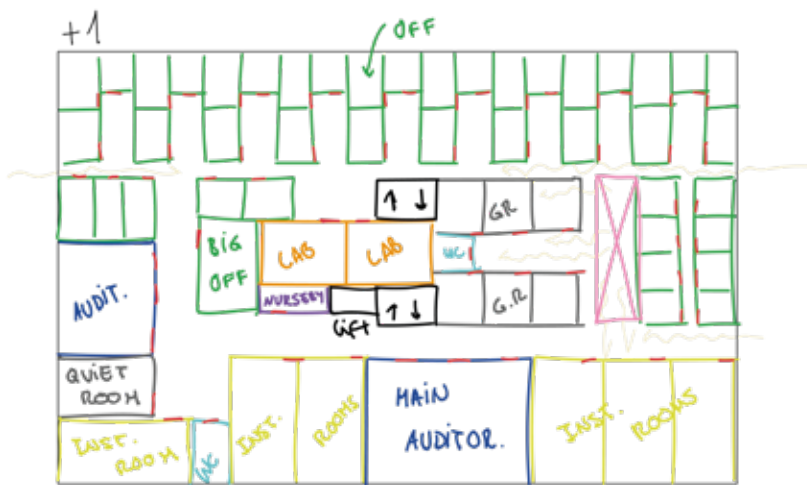 +1
OFF
↑ ↓
GR
BIG
OFF
LAB
LAB
WC
AUDIT.
NURSERY
lift
↑ ↓
G.R
QUIET
ROOM
INST.
ROOM
WC
INST.
ROOMS
MAIN
AUDITOR.
INST.
ROOMS